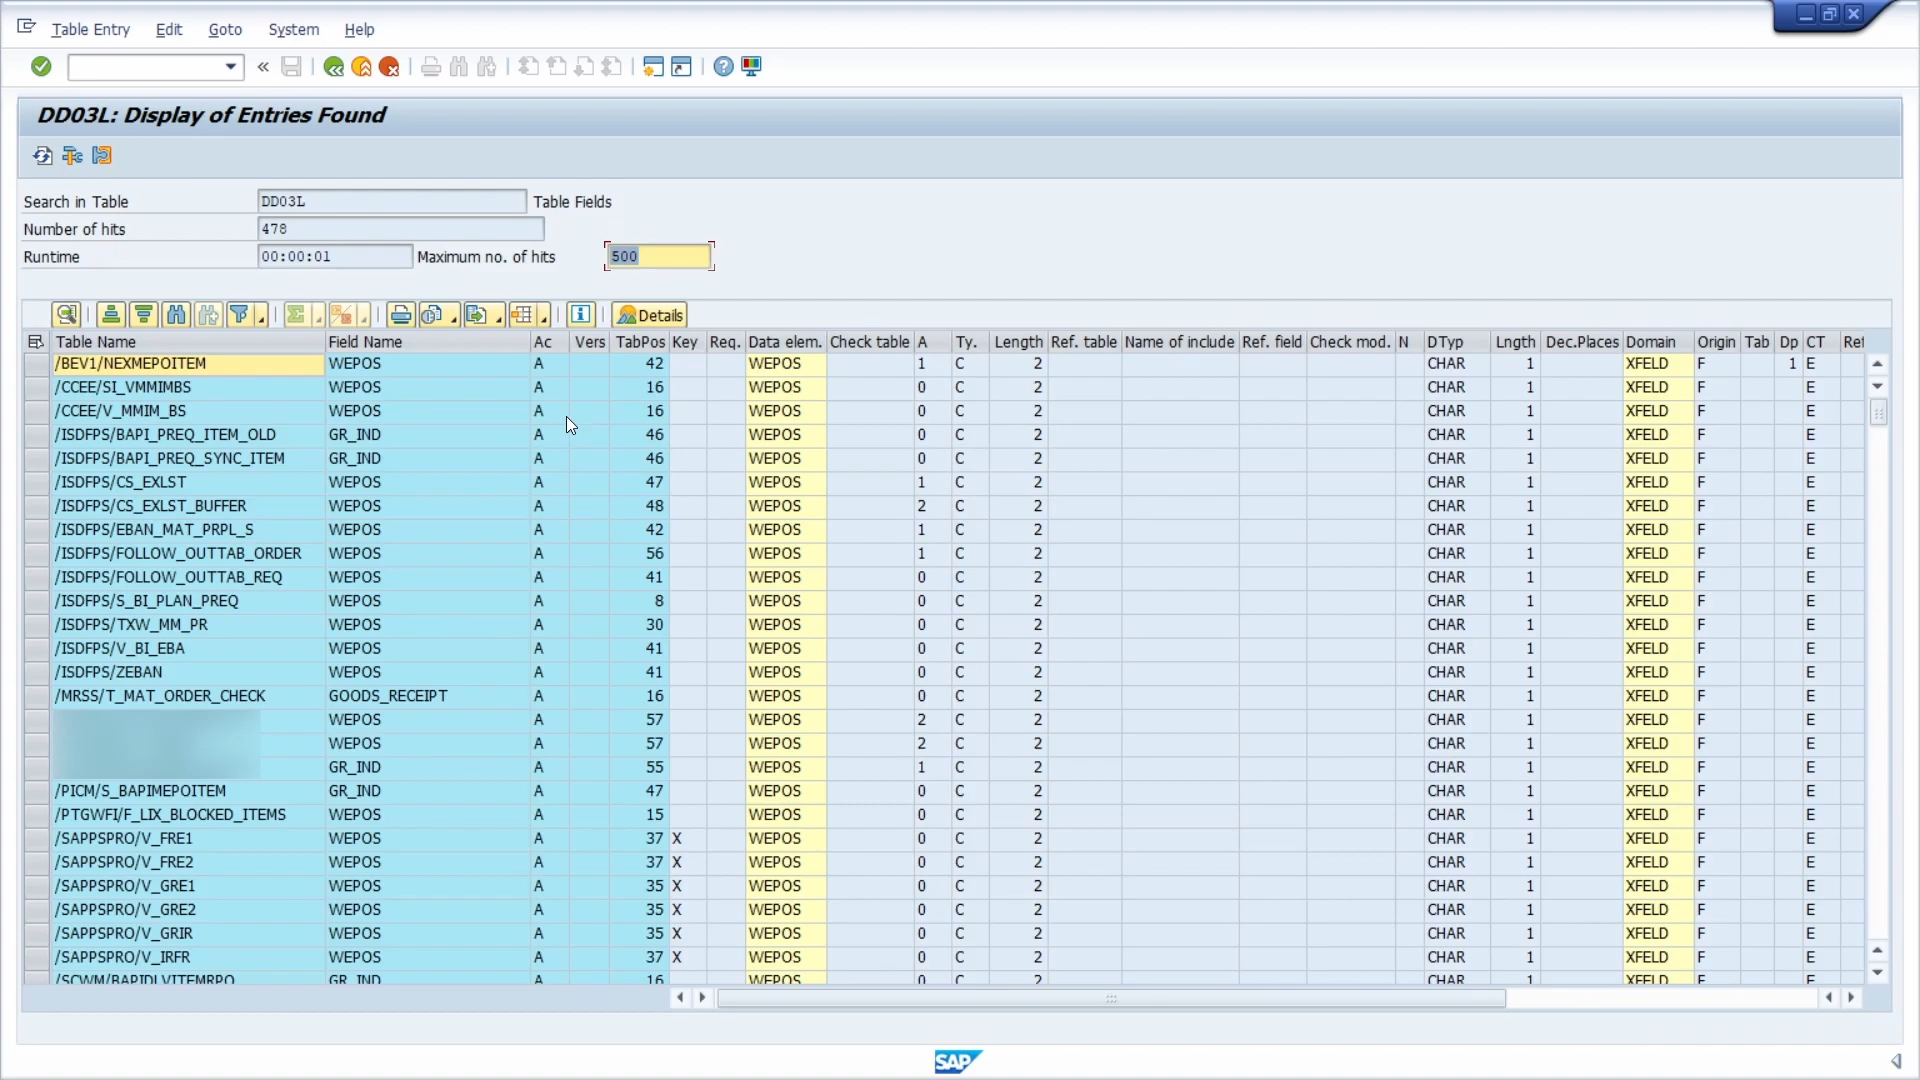 Table Entry Edit Goto System Help
DD03L: Display of Entries Found
Search in Table DD03L Table Fields
Number of hits 478
Runtime 00:00:01 Maximum no. of hits 500
Details
Table Name Field Name Ac Vers TabPos Key Req. Data elem. Check table A Ty. Length Ref. table Name of include Ref. field Check mod. N DTyp Lngth Dec.Places Domain Origin Tab Dp CT Ref
/BEV1/NEXMEPOITEM WEPOS A 42 WEPOS 1 C 2 CHAR 1 XFELD F 1 E
/CCEE/SI_VMMIMBS WEPOS A 16 WEPOS 0 C 2 CHAR 1 XFELD F E
/CCEE/V_MMIM_BS WEPOS A 16 WEPOS 0 C 2 CHAR 1 XFELD F E
/ISDFPS/BAPI_PREQ_ITEM_OLD GR_IND A 46 WEPOS 0 C 2 CHAR 1 XFELD F E
/ISDFPS/BAPI_PREQ_SYNC_ITEM GR_IND A 46 WEPOS 0 C 2 CHAR 1 XFELD F E
/ISDFPS/CS_EXLST WEPOS A 47 WEPOS 1 C 2 CHAR 1 XFELD F E
/ISDFPS/CS_EXLST_BUFFER WEPOS A 48 WEPOS 2 C 2 CHAR 1 XFELD F E
/ISDFPS/EBAN_MAT_PRPL_S WEPOS A 42 WEPOS 1 C 2 CHAR 1 XFELD F E
/ISDFPS/FOLLOW_OUTTAB_ORDER WEPOS A 56 WEPOS 1 C 2 CHAR 1 XFELD F E
/ISDFPS/FOLLOW_OUTTAB_REQ WEPOS A 41 WEPOS 0 C 2 CHAR 1 XFELD F E
/ISDFPS/S_BI_PLAN_PREQ WEPOS A 8 WEPOS 0 C 2 CHAR 1 XFELD F E
/ISDFPS/TXW_MM_PR WEPOS A 30 WEPOS 0 C 2 CHAR 1 XFELD F E
/ISDFPS/V_BI_EBA WEPOS A 41 WEPOS 0 C 2 CHAR 1 XFELD F E
/ISDFPS/ZEBAN WEPOS A 41 WEPOS 0 C 2 CHAR 1 XFELD F E
/MRSS/T_MAT_ORDER_CHECK GOODS_RECEIPT A 16 WEPOS 0 C 2 CHAR 1 XFELD F E
WEPOS A 57 WEPOS 2 C 2 CHAR 1 XFELD F E
WEPOS A 57 WEPOS 2 C 2 CHAR 1 XFELD F E
GR_IND A 55 WEPOS 1 C 2 CHAR 1 XFELD F E
/PICM/S_BAPIMEPOITEM GR_IND A 47 WEPOS 0 C 2 CHAR 1 XFELD F E
/PTGWFI/F_LIX_BLOCKED_ITEMS WEPOS A 15 WEPOS 0 C 2 CHAR 1 XFELD F E
/SAPPSPRO/V_FRE1 WEPOS A 37 X WEPOS 0 C 2 CHAR 1 XFELD F E
/SAPPSPRO/V_FRE2 WEPOS A 37 X WEPOS 0 C 2 CHAR 1 XFELD F E
/SAPPSPRO/V_GRE1 WEPOS A 35 X WEPOS 0 C 2 CHAR 1 XFELD F E
/SAPPSPRO/V_GRE2 WEPOS A 35 X WEPOS 0 C 2 CHAR 1 XFELD F E
/SAPPSPRO/V_GRIR WEPOS A 35 X WEPOS 0 C 2 CHAR 1 XFELD F E
/SAPPSPRO/V_IRFR WEPOS A 37 X WEPOS 0 C 2 CHAR 1 XFELD F E
/SCWM/BAPIDLVITEMRPO GR_IND A 16 WEPOS 0 C 2 CHAR 1 XFELD F E
SAP